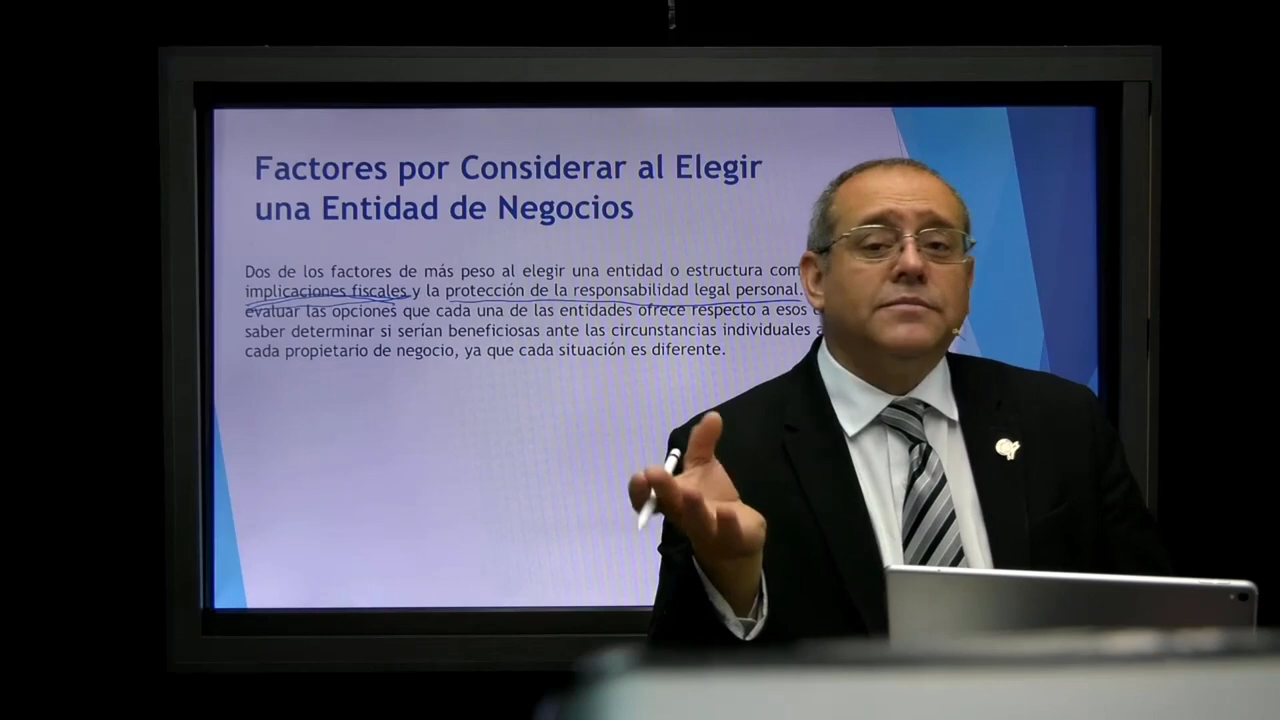 Factores por Considerar al Elegir
una Entidad de Negocios
Dos de los factores de más peso al elegir una entidad o estructura
implicaciones fiscales y la protección de la responsabilidad legal personal.
evaluar las opciones que cada una de las entidades ofrece respecto a esos
saber determinar si serían beneficiosas ante las circunstancias individuales
cada propietario de negocio, ya que cada situación es diferente.